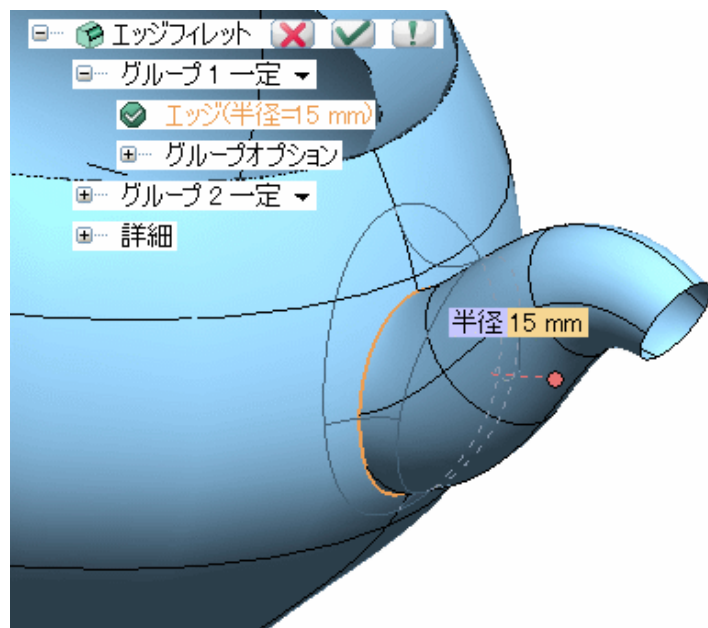 エッジフィレット
グループ 1 一定
エッジ(半径=15 mm)
グループオプション
グループ 2 一定
詳細
半径 15 mm